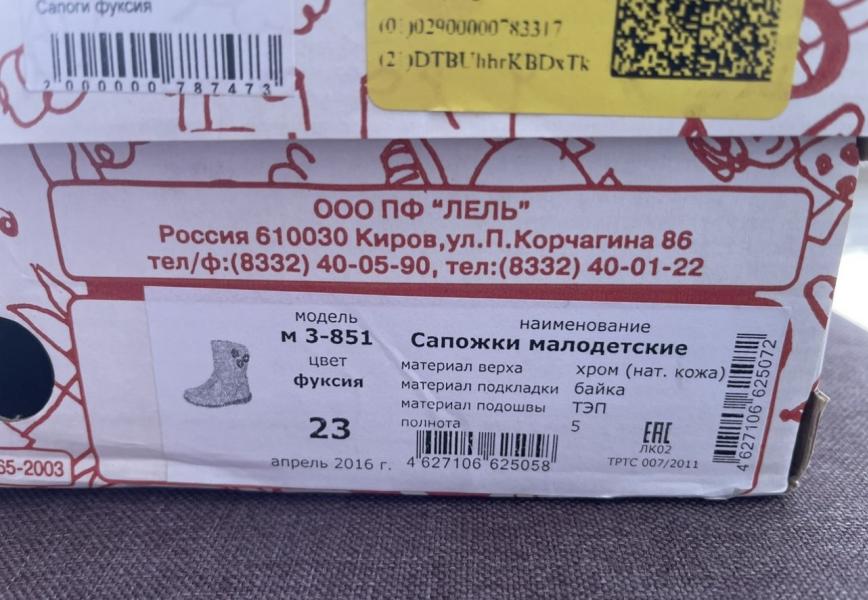 Сапоги фуксия
2 000000 787473
(01)02900000783317
(21)DTBUhhrKBDxTk
ООО ПФ “ЛЕЛЬ”
Россия 610030 Киров,ул.П.Корчагина 86
тел/ф:(8332) 40-05-90, тел:(8332) 40-01-22
модель
м 3-851
цвет
фуксия
23
апрель 2016 г.
наименование
Сапожки малодетские
материал верха хром (нат. кожа)
материал подкладки байка
материал подошвы ТЭП
полнота 5
4 627106 625058
ЕАС
ЛК02
ТРТС 007/2011
4 627106 625072
65-2003